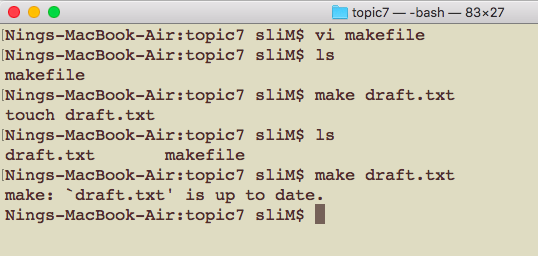 topic7 — -bash — 83×27
[Nings-MacBook-Air:topic7 sliM$ vi makefile
[Nings-MacBook-Air:topic7 sliM$ ls
makefile
[Nings-MacBook-Air:topic7 sliM$ make draft.txt
touch draft.txt
[Nings-MacBook-Air:topic7 sliM$ ls
draft.txt       makefile
[Nings-MacBook-Air:topic7 sliM$ make draft.txt
make: `draft.txt' is up to date.
Nings-MacBook-Air:topic7 sliM$